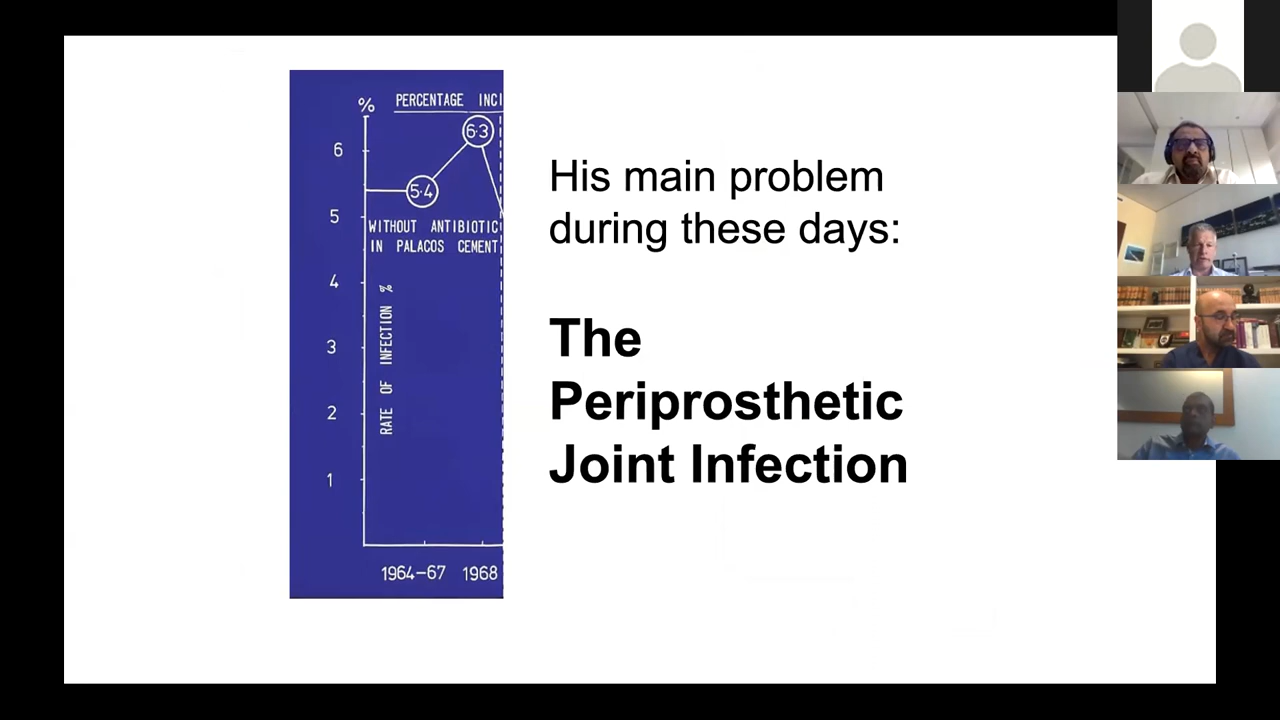 % PERCENTAGE INCI
6·3
6
5·4
5
WITHOUT ANTIBIOTIC
IN PALACOS CEMENT
4
3
2
1
RATE OF INFECTION %
1964–67 1968
His main problem
during these days:
The
Periprosthetic
Joint Infection